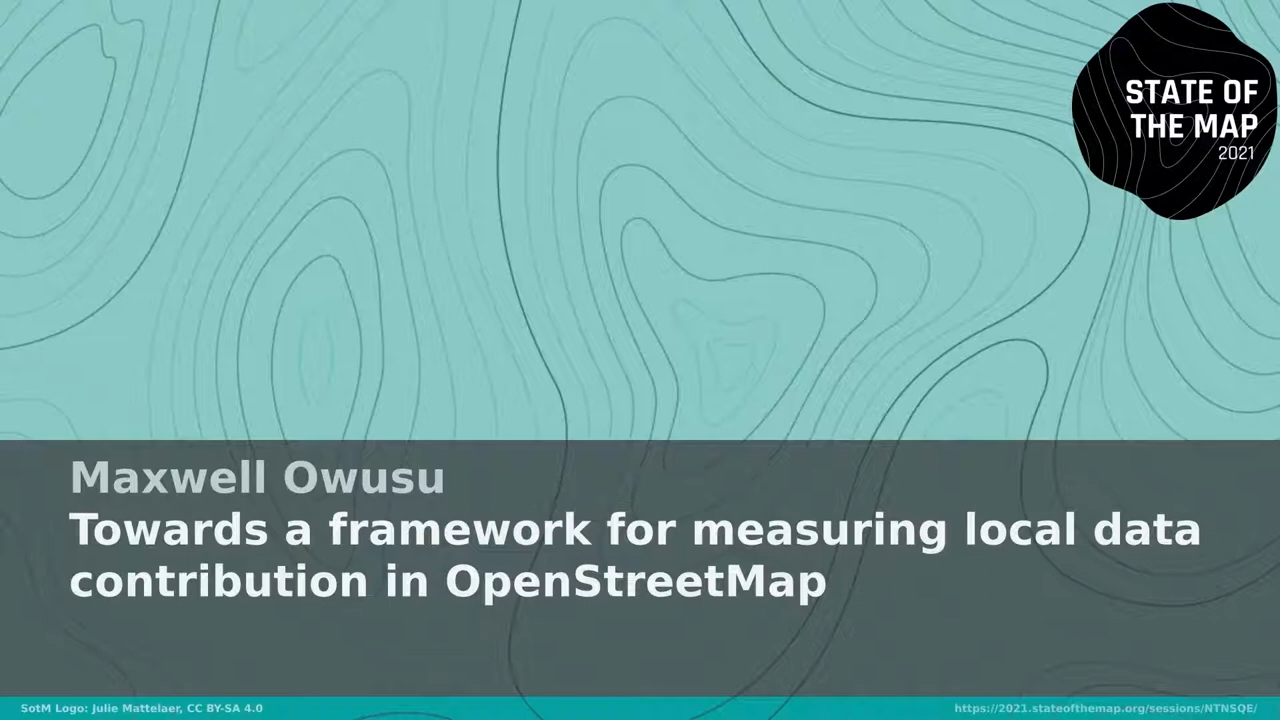 STATE OF
THE MAP
2021
Maxwell Owusu
Towards a framework for measuring local data
contribution in OpenStreetMap
SotM Logo: Julie Mattelaer, CC BY-SA 4.0
https://2021.stateofthemap.org/sessions/NTNSQE/